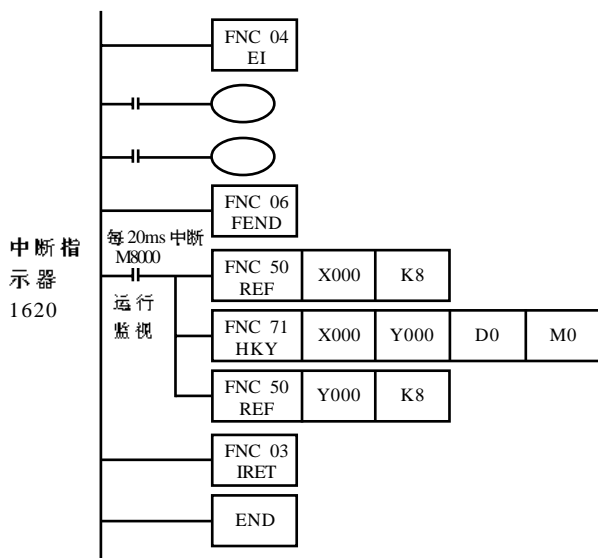 FNC 04
EI
FNC 06
FEND
中断指
示器
1620
每20ms中断
M8000
运行
监视
FNC 50
REF
X000
K8
FNC 71
HKY
X000
Y000
D0
M0
FNC 50
REF
Y000
K8
FNC 03
IRET
END